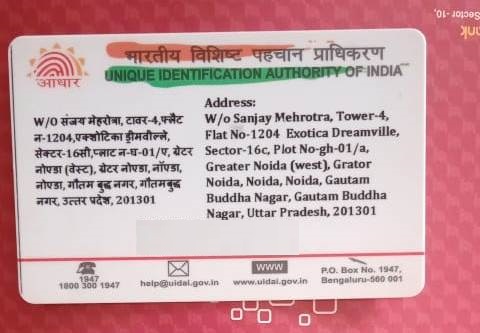 भारतीय विशिष्ट पहचान प्राधिकरण
UNIQUE IDENTIFICATION AUTHORITY OF INDIA
आधार
W/O संजय मेहरोत्रा, टावर-4,फ्लैट
न-1204,एक्शोटिका ड्रीमवील्ले,
सेक्टर-16सी,प्लाट न-घ-01/ए, ग्रेटर
नोएडा (वेस्ट), ग्रेटर नोएडा, नॉएडा,
नोएडा, गौतम बुद्ध नगर, गौतमबुद्ध
नगर, उत्तर पदेश, 201301
Address:
W/o Sanjay Mehrotra, Tower-4,
Flat No-1204 Exotica Dreamville,
Sector-16c, Plot No-gh-01/a,
Greater Noida (west), Grator
Noida, Noida, Noida, Gautam
Buddha Nagar, Gautam Buddha
Nagar, Uttar Pradesh, 201301
1947
1800 300 1947
help@uidai.gov.in
WWW
www.uidai.gov.in
P.O. Box No. 1947,
Bengaluru-560 001
Sector-10,